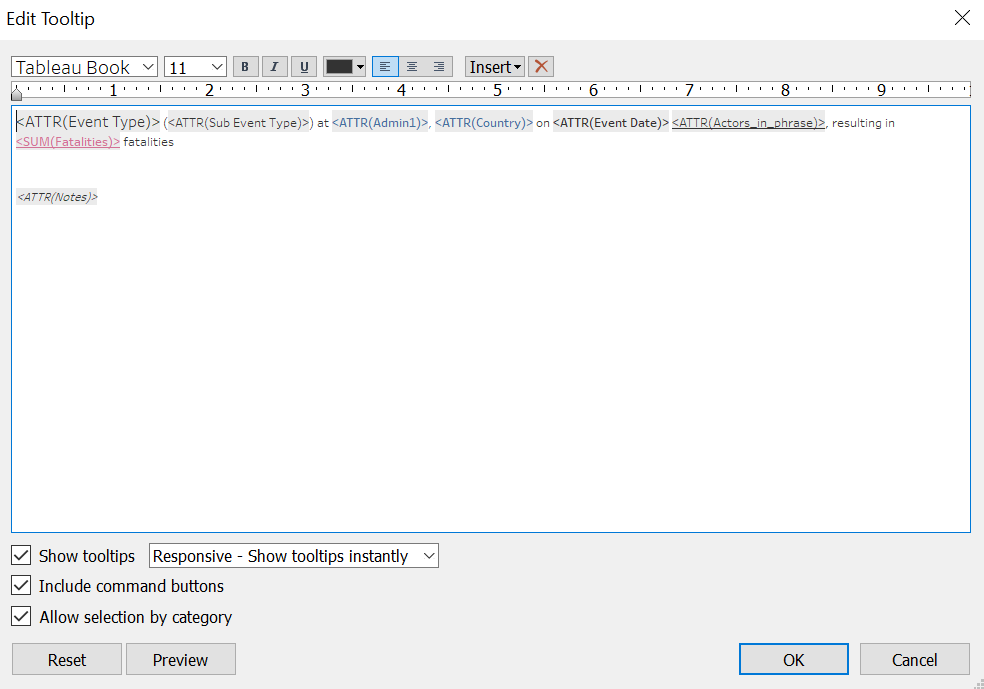 Edit Tooltip
Tableau Book 11 B I U Insert
1 2 3 4 5 6 7 8 9
<ATTR(Event Type)> (<ATTR(Sub Event Type)>) at <ATTR(Admin1)>, <ATTR(Country)> on <ATTR(Event Date)> <ATTR(Actors_in_phrase)>, resulting in
<SUM(Fatalities)> fatalities
<ATTR(Notes)>
Show tooltips Responsive - Show tooltips instantly
Include command buttons
Allow selection by category
Reset Preview OK Cancel